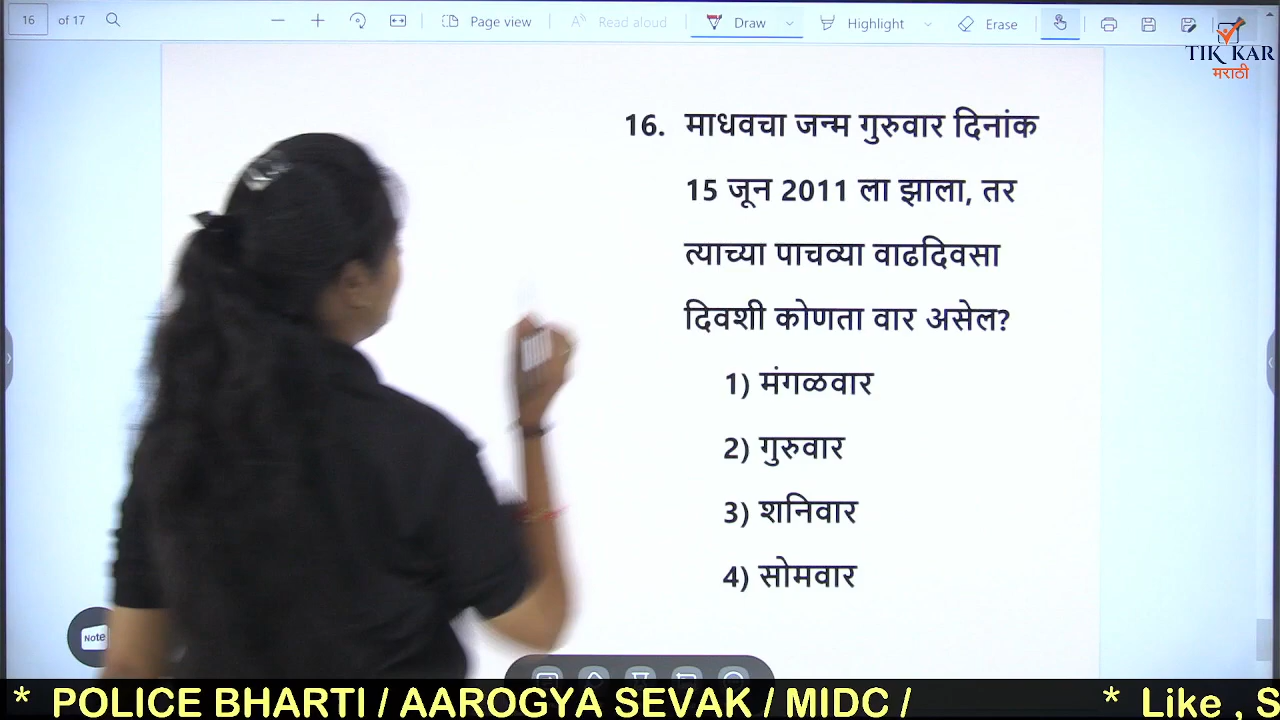 16 of 17 Page view Read aloud Draw Highlight Erase
TIK KAR
मराठी
16. माधवचा जन्म गुरुवार दिनांक
15 जून 2011 ला झाला, तर
त्याच्या पाचव्या वाढदिवसा
दिवशी कोणता वार असेल?
1) मंगळवार
2) गुरुवार
3) शनिवार
4) सोमवार
Note
* POLICE BHARTI / AAROGYA SEVAK / MIDC / * Like , S